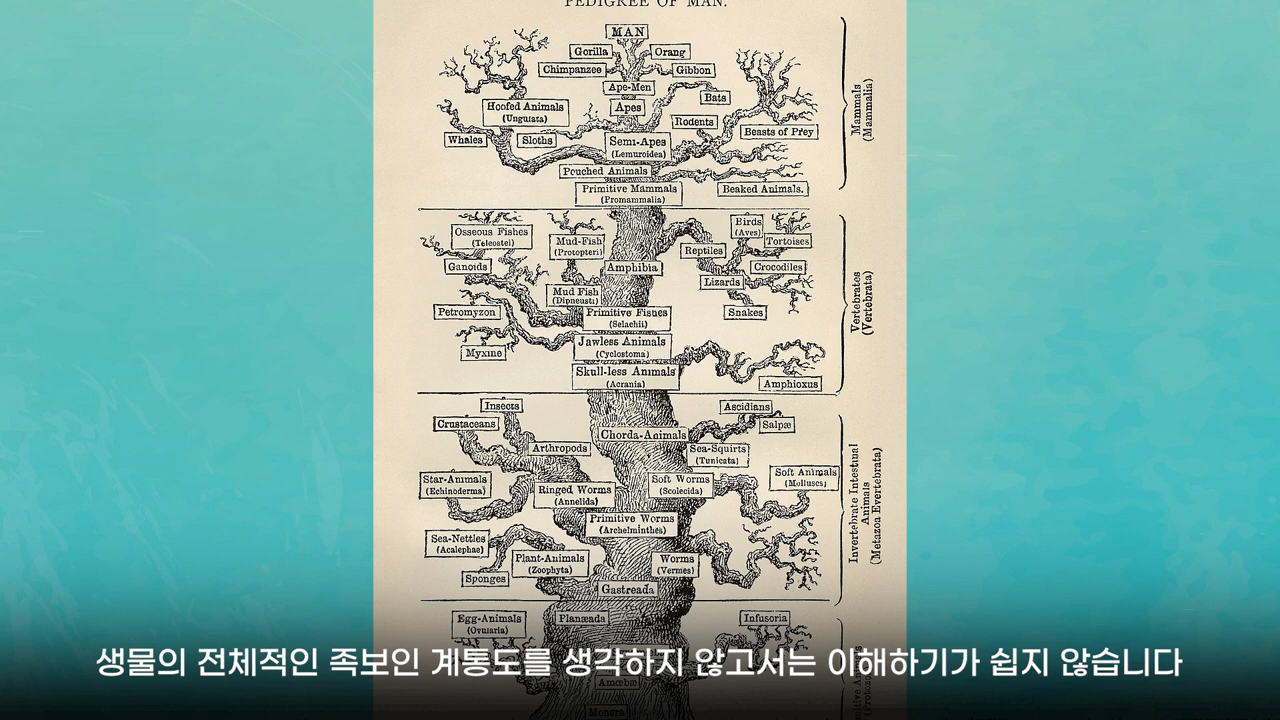 PEDIGREE OF MAN.
MAN
Gorilla
Orang
Chimpanzee
Gibbon
Ape-Men
Bats
Hoofed Animals
(Ungulata)
Apes
Rodents
Beasts of Prey
Whales
Sloths
Semi-Apes
(Lemuroidea)
Pouched Animals
Primitive Mammals
(Promammalia)
Beaked Animals.
Mammals
(Mammalia)
Osseous Fishes
(Teleostei)
Mud-Fish
(Protopteri)
Birds
(Aves)
Tortoises
Reptiles
Ganoids
Amphibia
Crocodiles
Lizards
Mud Fish
(Dipneusti)
Petromyzon
Primitive Fishes
(Selachii)
Snakes
Jawless Animals
(Cyclostoma)
Myxine
Skull-less Animals
(Acrania)
Amphioxus
Vertebrates
(Vertebrata)
Insects
Ascidians
Crustaceans
Salpæ
Chorda-Animals
Arthropods
Sea-Squirts
(Tunicata)
Star-Animals
(Echinoderma)
Ringed Worms
(Annelida)
Soft Worms
(Scolecida)
Soft Animals
(Molluscs)
Primitive Worms
(Archelminthes)
Sea-Nettles
(Acalephae)
Plant-Animals
(Zoophyta)
Worms
(Vermes)
Sponges
Gastreada
Invertebrate Intestinal
Animals
(Metazoa Evertebrata)
Egg-Animals
(Ovularia)
Planæada
Infusoria
Amœbæ
Monera
생물의 전체적인 족보인 계통도를 생각하지 않고서는 이해하기가 쉽지 않습니다